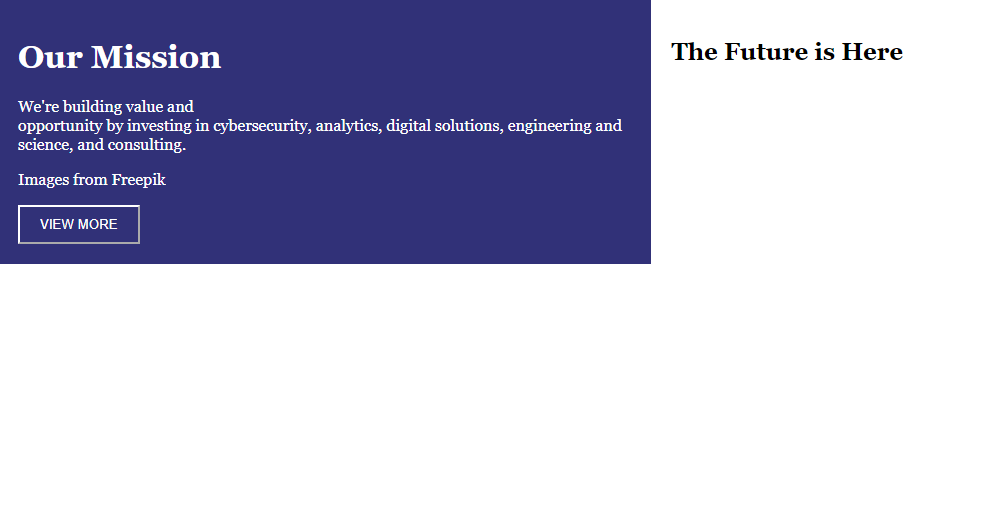 Our Mission
We're building value and
opportunity by investing in cybersecurity, analytics, digital solutions, engineering and
science, and consulting.
Images from Freepik
VIEW MORE
The Future is Here